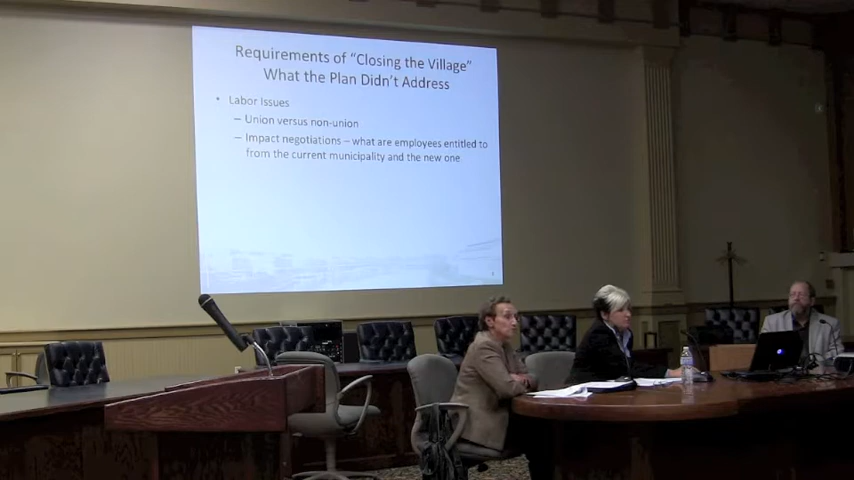 Requirements of "Closing the Village"
What the Plan Didn't Address
• Labor Issues
– Union versus non-union
– Impact negotiations – what are employees entitled to
from the current municipality and the new one